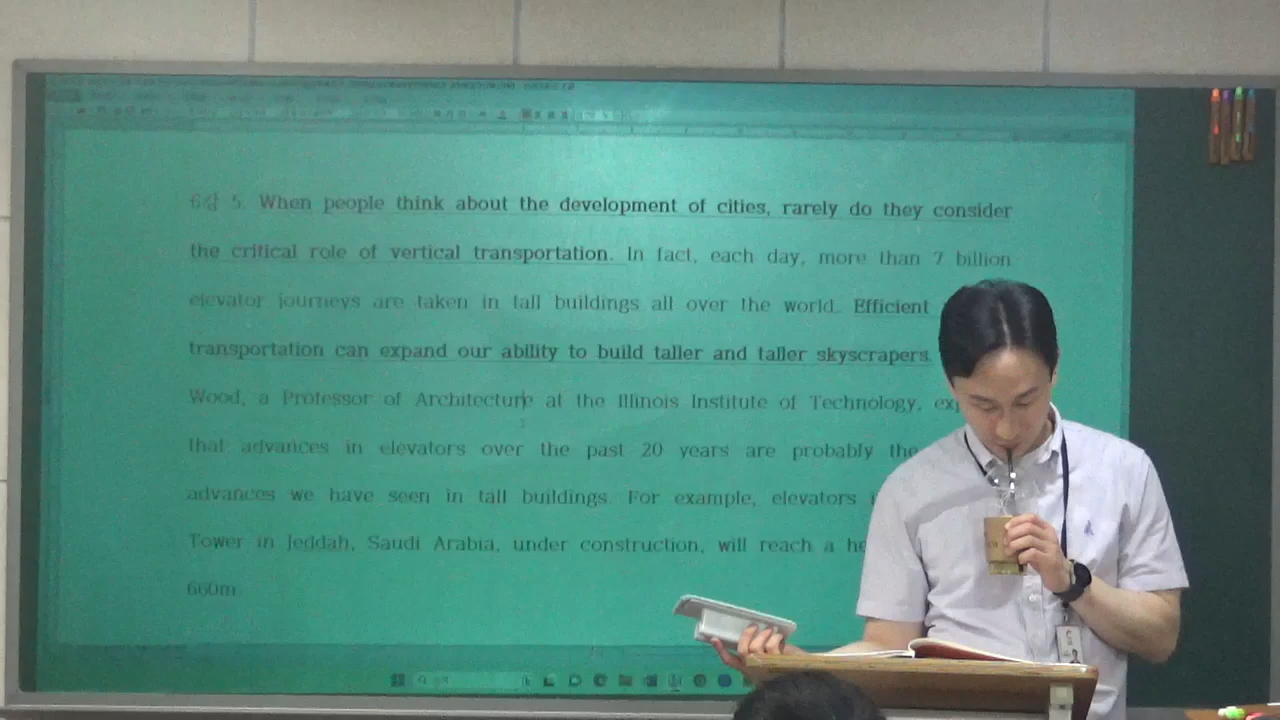 6강 5. When people think about the development of cities, rarely do they consider
the critical role of vertical transportation. In fact, each day, more than 7 billion
elevator journeys are taken in tall buildings all over the world. Efficient
transportation can expand our ability to build taller and taller skyscrapers.
Wood, a Professor of Architecture at the Illinois Institute of Technology,
that advances in elevators over the past 20 years are probably the
advances we have seen in tall buildings. For example, elevators
Tower in Jeddah, Saudi Arabia, under construction, will reach a
660m